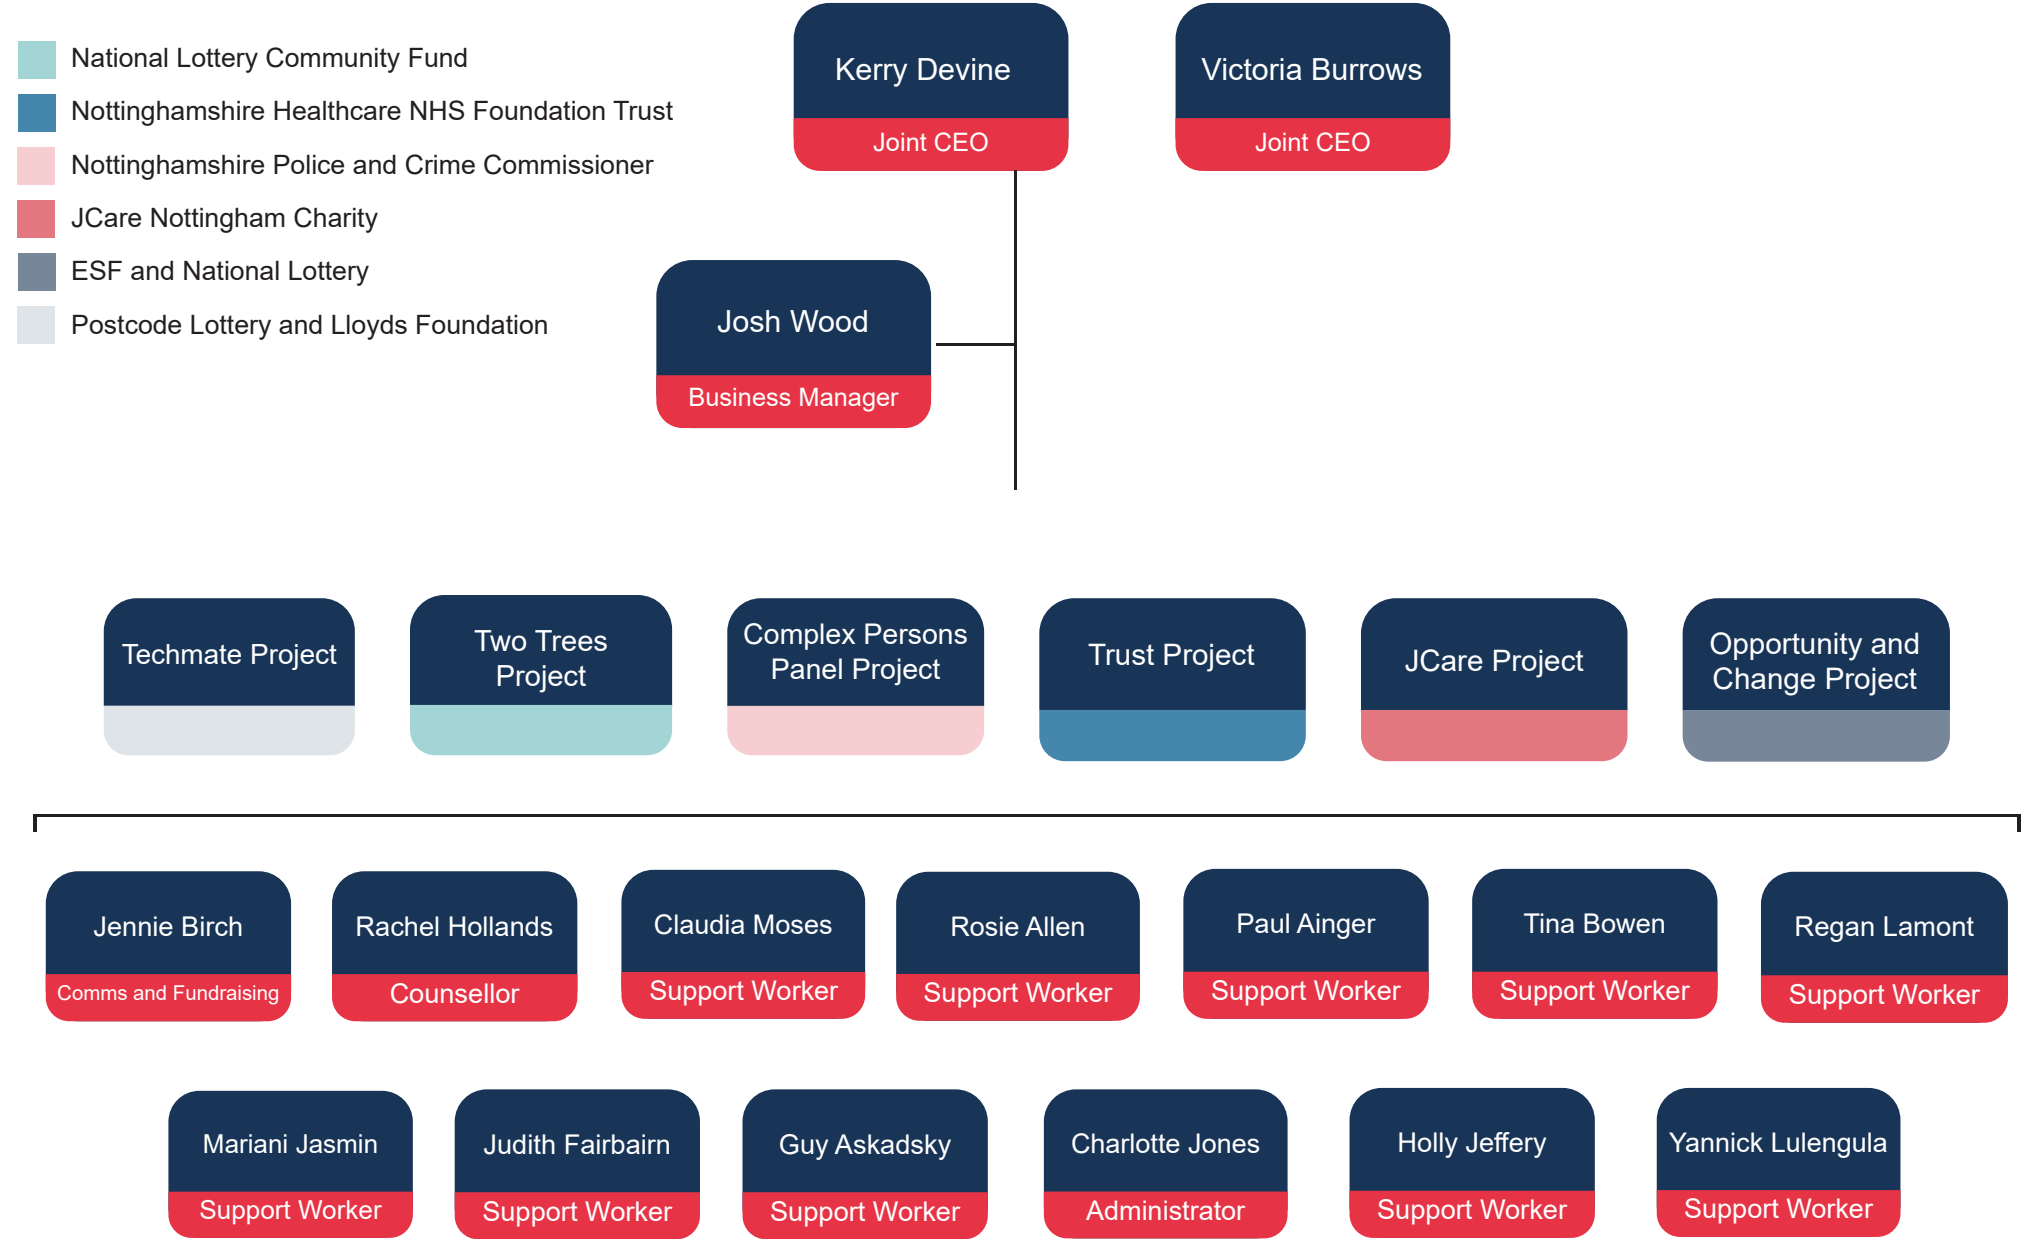 National Lottery Community Fund
Nottinghamshire Healthcare NHS Foundation Trust
Nottinghamshire Police and Crime Commissioner
JCare Nottingham Charity
ESF and National Lottery
Postcode Lottery and Lloyds Foundation
Kerry Devine
Joint CEO
Victoria Burrows
Joint CEO
Josh Wood
Business Manager
Techmate Project
Two Trees
Project
Complex Persons
Panel Project
Trust Project
JCare Project
Opportunity and
Change Project
Jennie Birch
Comms and Fundraising
Rachel Hollands
Counsellor
Claudia Moses
Support Worker
Rosie Allen
Support Worker
Paul Ainger
Support Worker
Tina Bowen
Support Worker
Regan Lamont
Support Worker
Mariani Jasmin
Support Worker
Judith Fairbairn
Support Worker
Guy Askadsky
Support Worker
Charlotte Jones
Administrator
Holly Jeffery
Support Worker
Yannick Lulengula
Support Worker